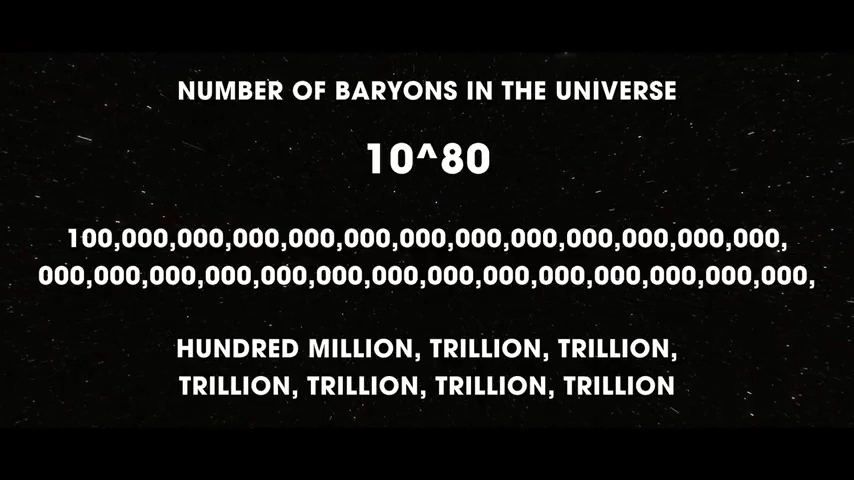 NUMBER OF BARYONS IN THE UNIVERSE
10^80
100,000,000,000,000,000,000,000,000,000,000,000,000,
000,000,000,000,000,000,000,000,000,000,000,000,000,000,
HUNDRED MILLION, TRILLION, TRILLION,
TRILLION, TRILLION, TRILLION, TRILLION